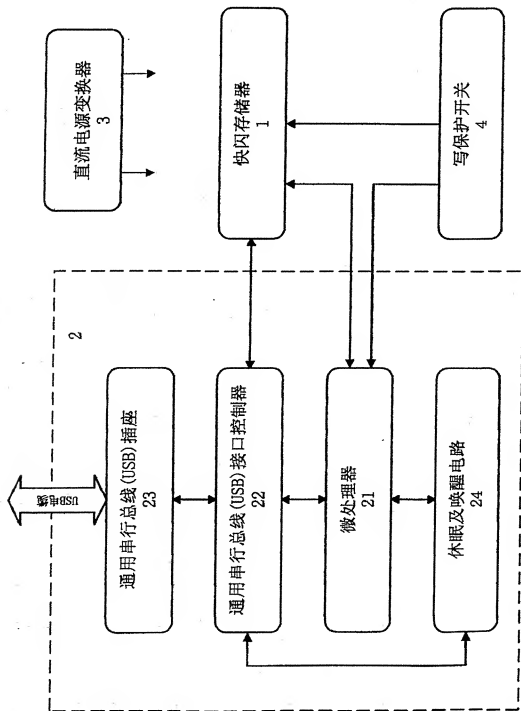 直流电源变换器
3
快闪存储器
1
写保护开关
4
2
USB电缆
通用串行总线(USB)插座
23
通用串行总线(USB)接口控制器
22
微处理器
21
休眠及唤醒电路
24